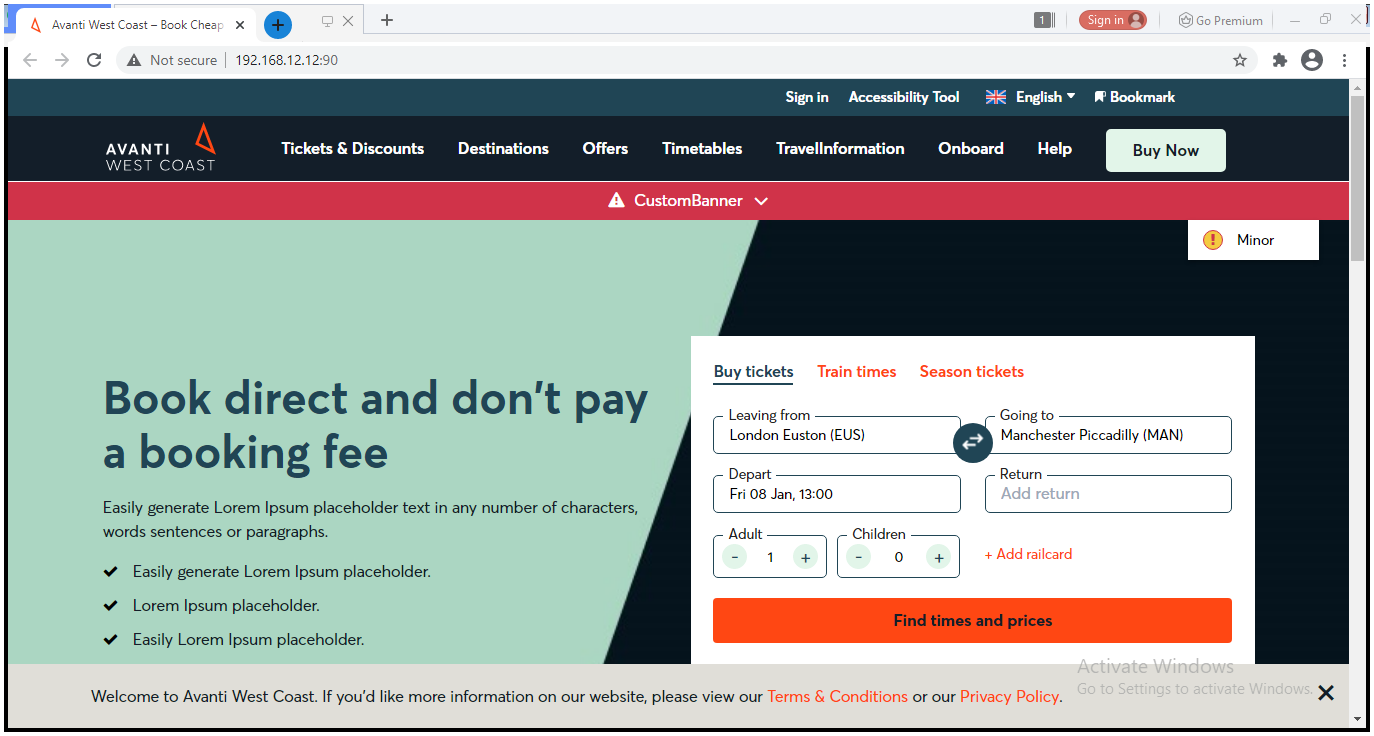 Avanti West Coast – Book Cheap
1
Sign in
Go Premium
Not secure
192.168.12.12:90
Sign in
Accessibility Tool
English
Bookmark
AVANTI
WEST COAST
Tickets & Discounts
Destinations
Offers
Timetables
TravelInformation
Onboard
Help
Buy Now
CustomBanner
Minor
Book direct and don't pay
a booking fee
Easily generate Lorem Ipsum placeholder text in any number of characters,
words sentences or paragraphs.
Easily generate Lorem Ipsum placeholder.
Lorem Ipsum placeholder.
Easily Lorem Ipsum placeholder.
Buy tickets
Train times
Season tickets
Leaving from
London Euston (EUS)
Going to
Manchester Piccadilly (MAN)
Depart
Fri 08 Jan, 13:00
Return
Add return
Adult
- 1 +
Children
- 0 +
+ Add railcard
Find times and prices
Activate Windows
Go to Settings to activate Windows.
Welcome to Avanti West Coast. If you'd like more information on our website, please view our Terms & Conditions or our Privacy Policy.